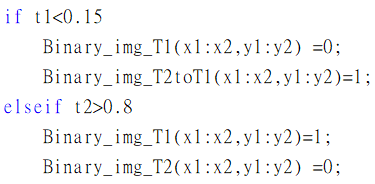 if t1<0.15
Binary_img_T1(x1:x2,y1:y2) =0;
Binary_img_T2toT1(x1:x2,y1:y2)=1;
elseif t2>0.8
Binary_img_T1(x1:x2,y1:y2)=1;
Binary_img_T2(x1:x2,y1:y2) =0;